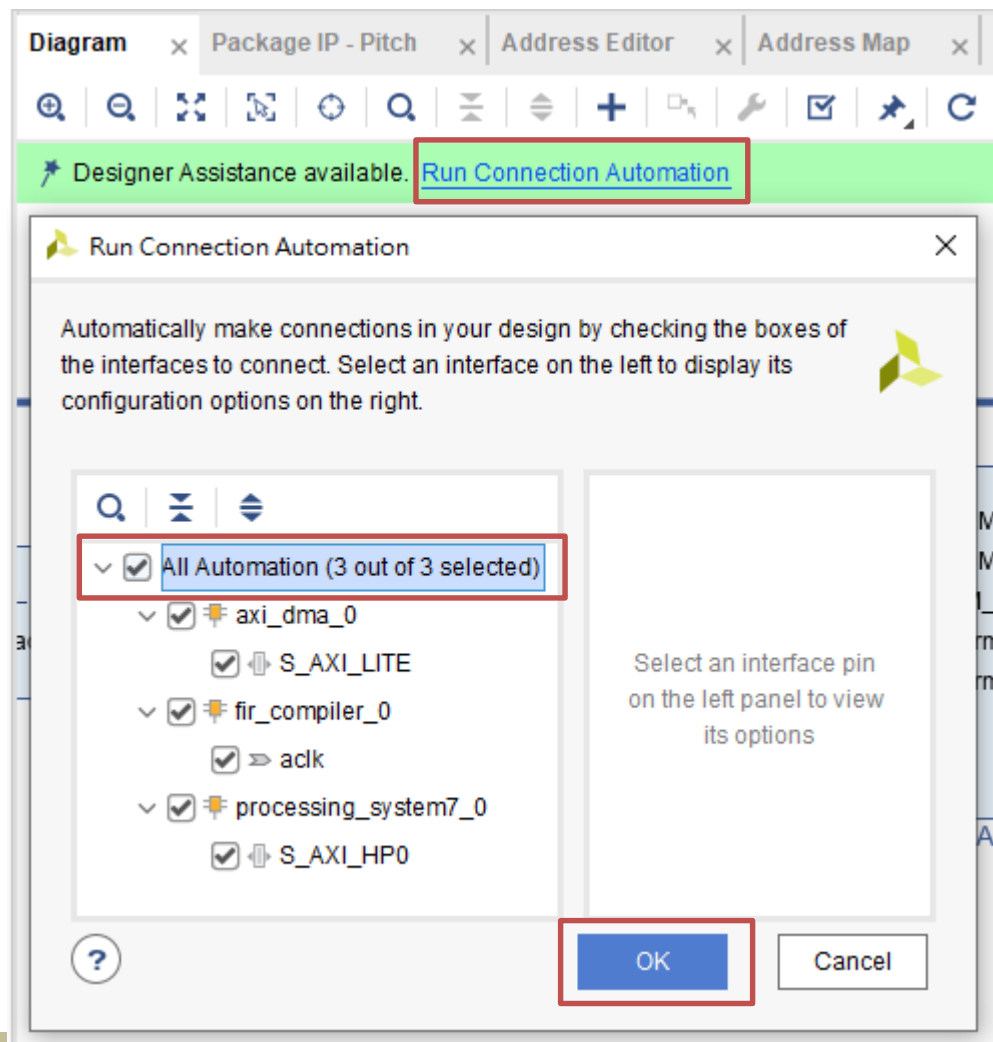 Diagram
Package IP - Pitch
Address Editor
Address Map
Designer Assistance available. Run Connection Automation
Run Connection Automation
Automatically make connections in your design by checking the boxes of
the interfaces to connect. Select an interface on the left to display its
configuration options on the right.
All Automation (3 out of 3 selected)
axi_dma_0
S_AXI_LITE
fir_compiler_0
aclk
processing_system7_0
S_AXI_HP0
Select an interface pin
on the left panel to view
its options
?
OK
Cancel